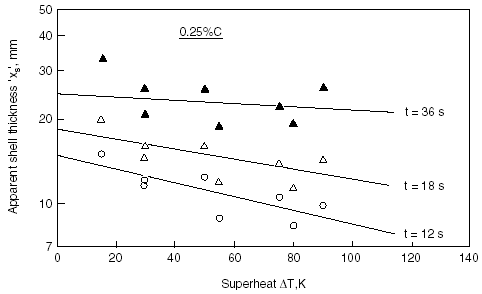 50
40
30
20
10
7
0.25%C
t = 36 s
t = 18 s
t = 12 s
0 20 40 60 80 100 120 140
Apparent shell thickness 'xs', mm
Superheat ΔT,K